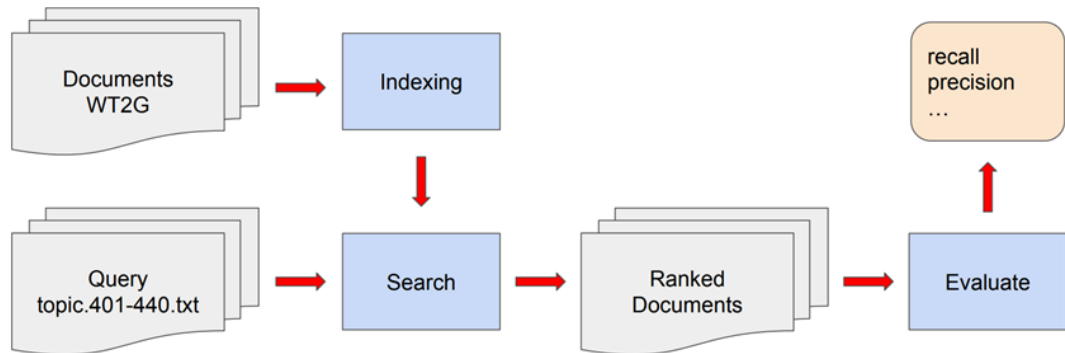 Documents
WT2G
Indexing
recall
precision
…
Query
topic.401-440.txt
Search
Ranked
Documents
Evaluate